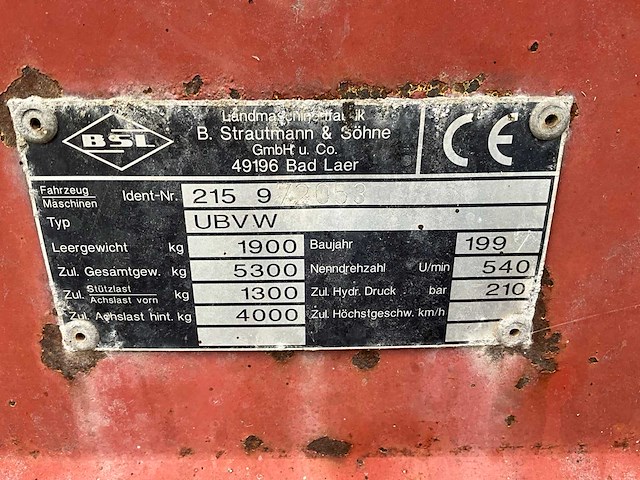 Landmaschinenfabrik
BSL
B. Strautmann & Söhne
GmbH u. Co.
49196 Bad Laer
CE
Fahrzeug
Maschinen
Ident-Nr. 215 9
Typ UBVW
Leergewicht kg 1900 Baujahr 199
Zul. Gesamtgew. kg 5300 Nenndrehzahl U/min 540
Zul. Stützlast
Achslast vorn kg 1300 Zul. Hydr. Druck bar 210
Zul. Achslast hint. kg 4000 Zul. Höchstgeschw. km/h